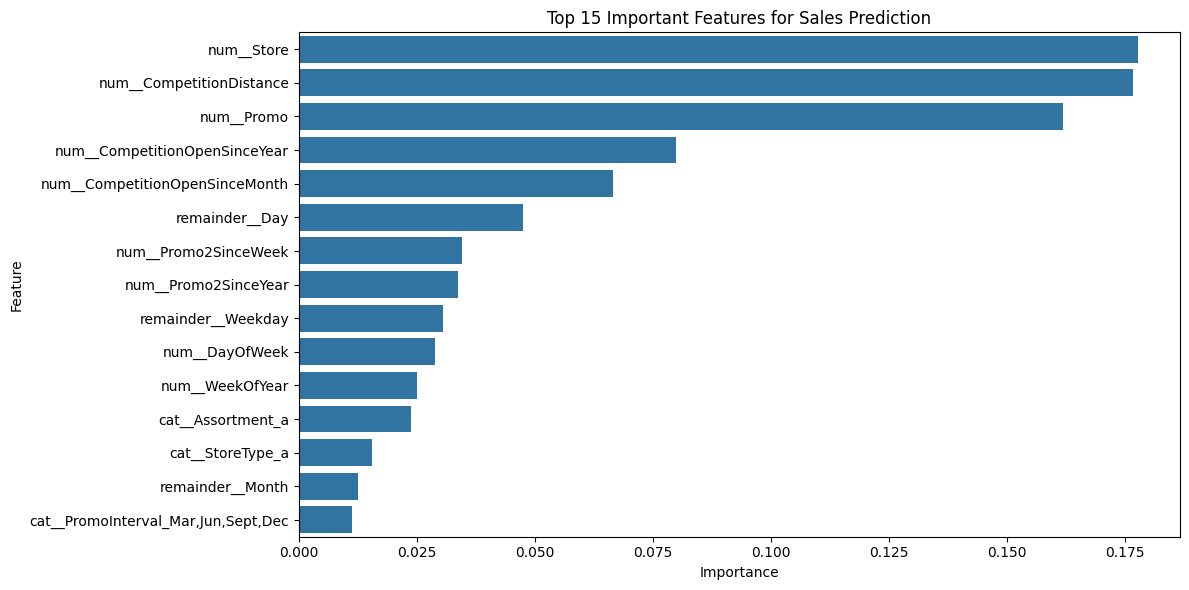 Top 15 Important Features for Sales Prediction
Feature
num__Store
num__CompetitionDistance
num__Promo
num__CompetitionOpenSinceYear
num__CompetitionOpenSinceMonth
remainder__Day
num__Promo2SinceWeek
num__Promo2SinceYear
remainder__Weekday
num__DayOfWeek
num__WeekOfYear
cat__Assortment_a
cat__StoreType_a
remainder__Month
cat__PromoInterval_Mar,Jun,Sept,Dec
0.000 0.025 0.050 0.075 0.100 0.125 0.150 0.175
Importance